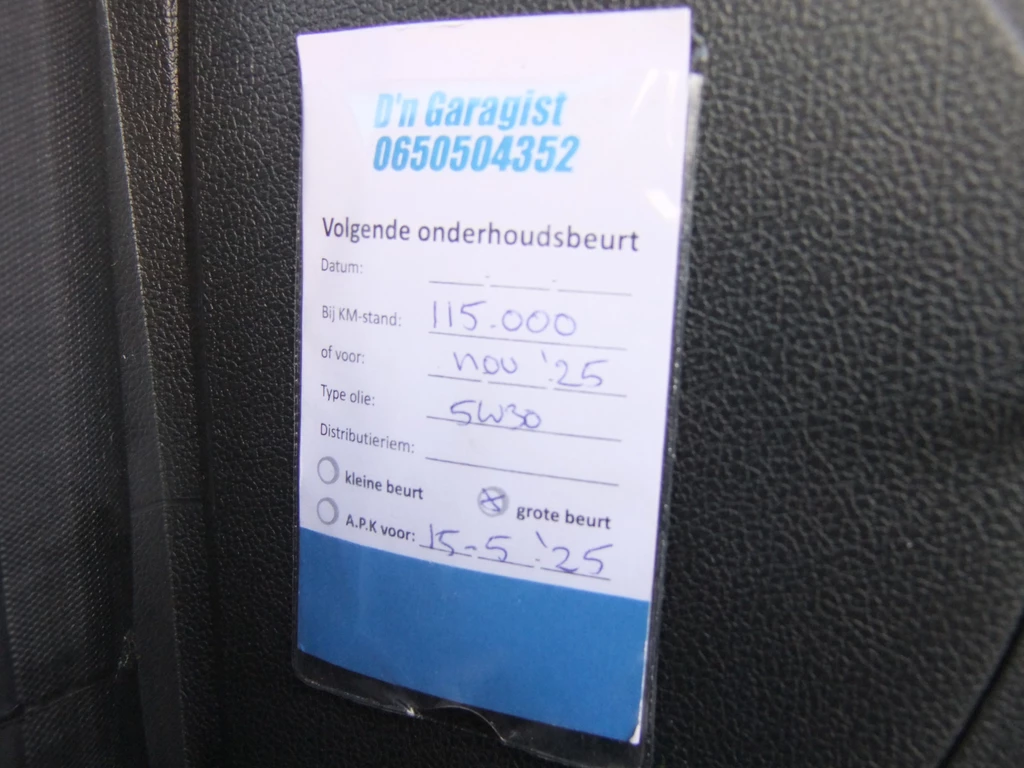 D'n Garagist
0650504352
Volgende onderhoudsbeurt
Datum:
Bij KM-stand: 115.000
of voor: nov '25
Type olie: 5W30
Distributieriem:
kleine beurt grote beurt
A.P.K voor: 15-5 '25